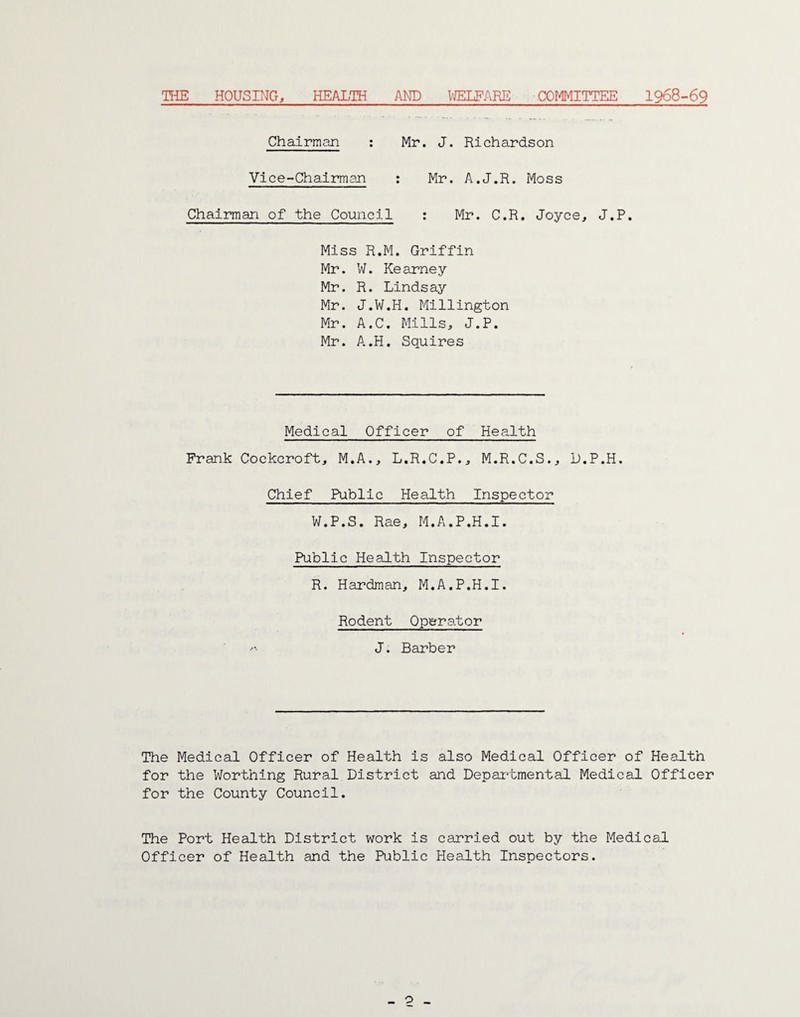 THE HOUSING, HEALTH AND WELFARE COMMITTEE 1968-69
Chairman : Mr. J. Richardson
Vice-Chairman : Mr. A.J.R. Moss
Chairman of the Council : Mr. C.R. Joyce, J.P.
Miss R.M. Griffin
Mr. W. Kearney
Mr. R. Lindsay
Mr. J.W.H. Millington
Mr. A.C. Mills, J.P.
Mr. A.H. Squires
Medical Officer of Health
Frank Cockcroft, M.A., L.R.C.P., M.R.C.S., D.P.H.
Chief Public Health Inspector
W.P.S. Rae, M.A.P.H.I.
Public Health Inspector
R. Hardman, M.A.P.H.I.
Rodent Operator
J. Barber
The Medical Officer of Health is also Medical Officer of Health
for the Worthing Rural District and Departmental Medical Officer
for the County Council.
The Port Health District work is carried out by the Medical
Officer of Health and the Public Health Inspectors.
- 2 -